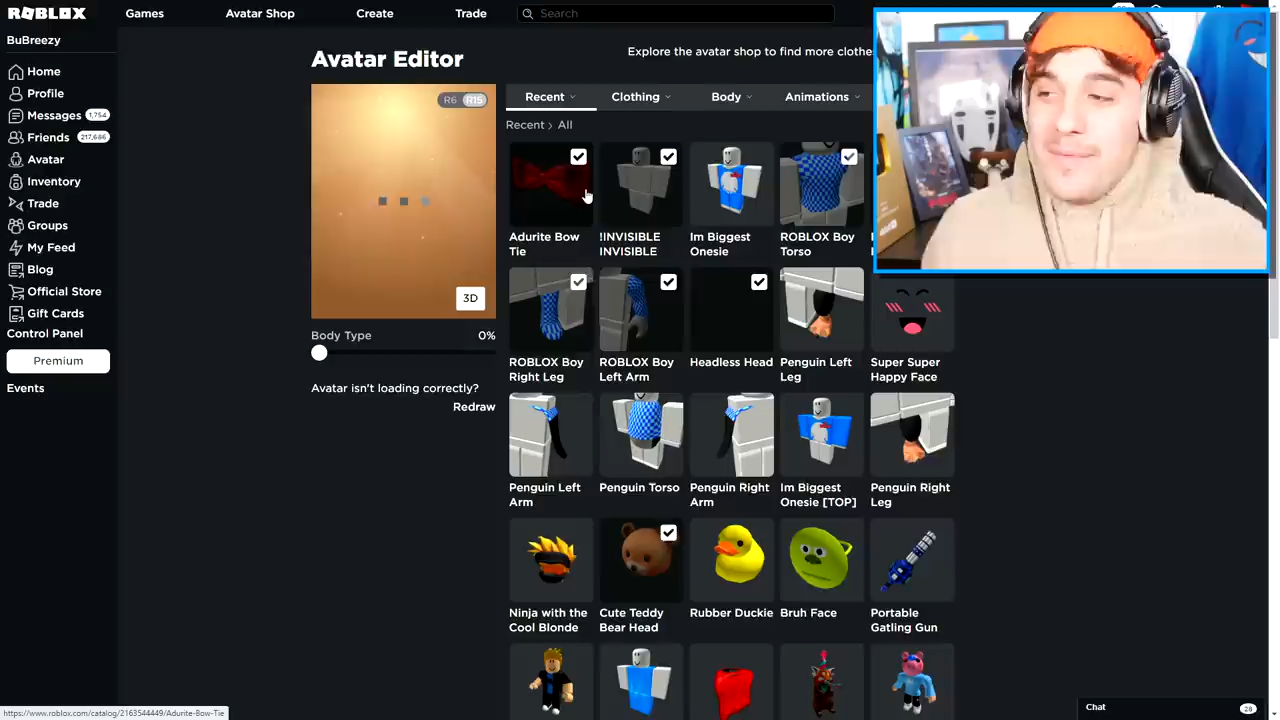 ROBLOX
Games
Avatar Shop
Create
Trade
Search
BuBreezy
Home
Profile
Messages 1,754
Friends 217,686
Avatar
Inventory
Trade
Groups
My Feed
Blog
Official Store
Gift Cards
Control Panel
Premium
Events
Avatar Editor
Explore the avatar shop to find more clothe
R6 R15
3D
Body Type 0%
Avatar isn't loading correctly?
Redraw
Recent
Clothing
Body
Animations
Recent > All
Adurite Bow
Tie
!INVISIBLE
INVISIBLE
Im Biggest
Onesie
ROBLOX Boy
Torso
ROBLOX Boy
Right Leg
ROBLOX Boy
Left Arm
Headless Head
Penguin Left
Leg
Super Super
Happy Face
Penguin Left
Arm
Penguin Torso
Penguin Right
Arm
Im Biggest
Onesie [TOP]
Penguin Right
Leg
Ninja with the
Cool Blonde
Cute Teddy
Bear Head
Rubber Duckie
Bruh Face
Portable
Gatling Gun
https://www.roblox.com/catalog/2163544449/Adurite-Bow-Tie
Chat 28